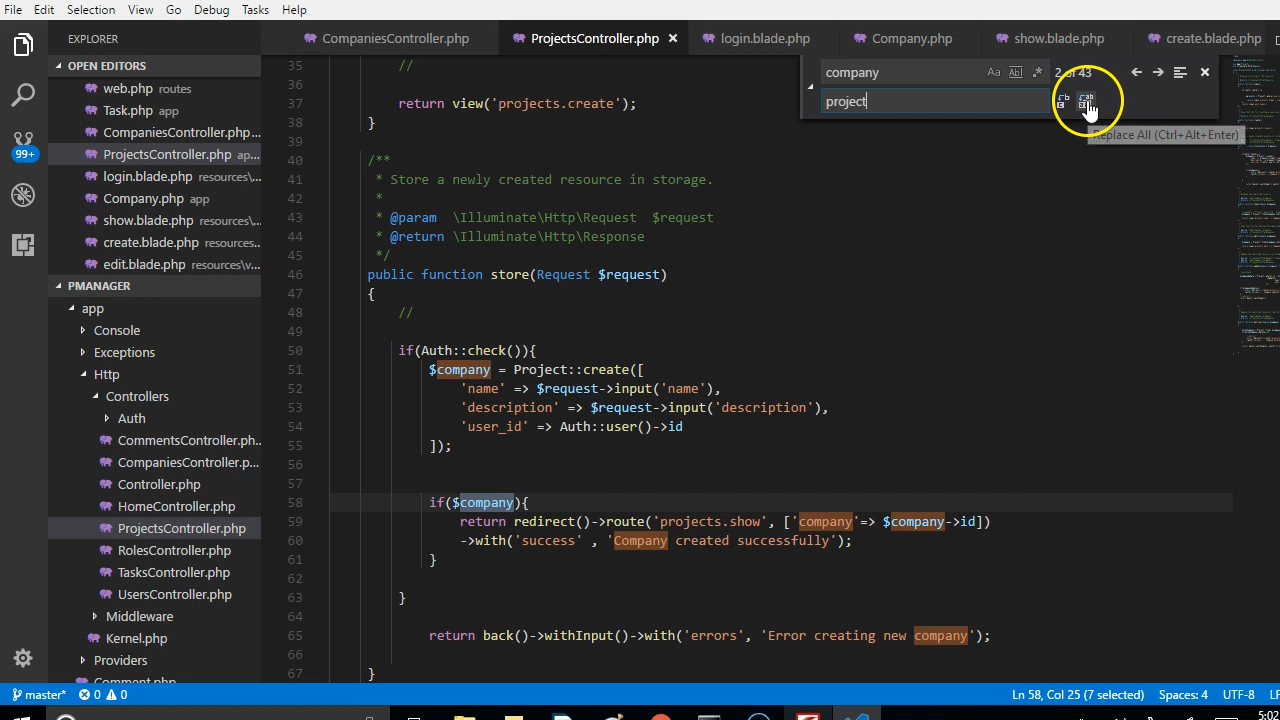 File Edit Selection View Go Debug Tasks Help
EXPLORER
CompaniesController.php
ProjectsController.php
login.blade.php
Company.php
show.blade.php
create.blade.php
OPEN EDITORS
web.php routes
Task.php app
CompaniesController.php...
ProjectsController.php ap...
login.blade.php resources\...
Company.php app
show.blade.php resources\...
create.blade.php resources...
edit.blade.php resources\v...
99+
PMANAGER
app
Console
Exceptions
Http
Controllers
Auth
CommentsController.ph...
CompaniesController.p...
Controller.php
HomeController.php
ProjectsController.php
RolesController.php
TasksController.php
UsersController.php
Middleware
Kernel.php
Providers
Comment.php
company
Aa Abl .* 2 of 43
project
Replace All (Ctrl+Alt+Enter)
35 //
36
37 return view('projects.create');
38 }
39
40 /**
41 * Store a newly created resource in storage.
42 *
43 * @param \Illuminate\Http\Request $request
44 * @return \Illuminate\Http\Response
45 */
46 public function store(Request $request)
47 {
48 //
49
50 if(Auth::check()){
51 $company = Project::create([
52 'name' => $request->input('name'),
53 'description' => $request->input('description'),
54 'user_id' => Auth::user()->id
55 ]);
56
57
58 if($company){
59 return redirect()->route('projects.show', ['company'=> $company->id])
60 ->with('success' , 'Company created successfully');
61 }
62
63 }
64
65 return back()->withInput()->with('errors', 'Error creating new company');
66
67 }
master* 0 0
Ln 58, Col 25 (7 selected) Spaces: 4 UTF-8 LF
5:02